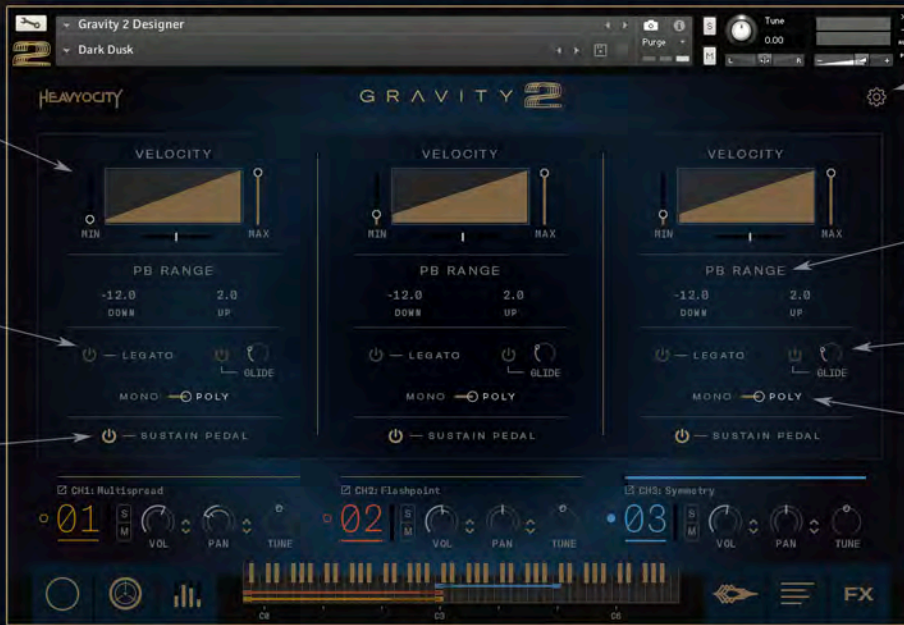 Gravity 2 Designer
Dark Dusk
Purge
S
M
Tune
0.00
L R
- +
HEAVYOCITY
GRAVITY 2
VELOCITY VELOCITY VELOCITY
MIN MAX MIN MAX MIN MAX
PB RANGE PB RANGE PB RANGE
-12.0 2.0 -12.0 2.0 -12.0 2.0
DOWN UP DOWN UP DOWN UP
LEGATO LEGATO LEGATO
GLIDE GLIDE GLIDE
MONO POLY MONO POLY MONO POLY
SUSTAIN PEDAL SUSTAIN PEDAL SUSTAIN PEDAL
CH1: Multispread CH2: Flashpoint CH3: Symmetry
01 S M 02 S M 03 S M
VOL PAN TUNE VOL PAN TUNE VOL PAN TUNE
C0 C3 C6
FX